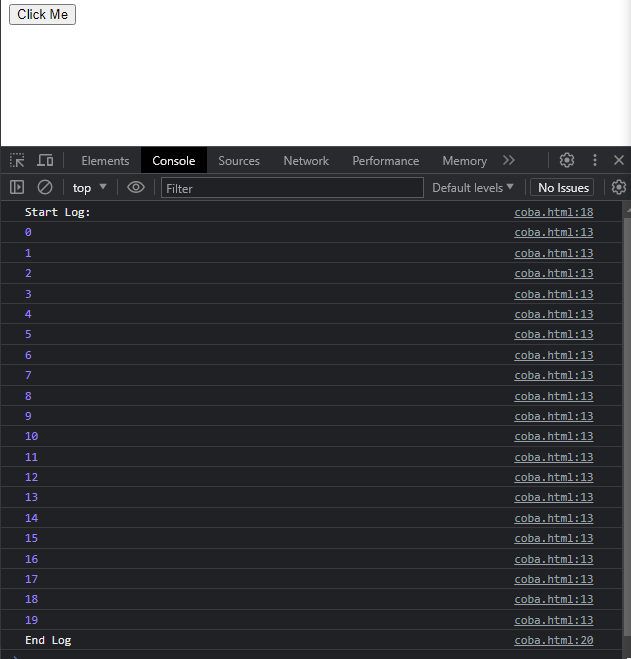 Click Me
Elements Console Sources Network Performance Memory
top Filter Default levels No Issues
Start Log: coba.html:18
0 coba.html:13
1 coba.html:13
2 coba.html:13
3 coba.html:13
4 coba.html:13
5 coba.html:13
6 coba.html:13
7 coba.html:13
8 coba.html:13
9 coba.html:13
10 coba.html:13
11 coba.html:13
12 coba.html:13
13 coba.html:13
14 coba.html:13
15 coba.html:13
16 coba.html:13
17 coba.html:13
18 coba.html:13
19 coba.html:13
End Log coba.html:20